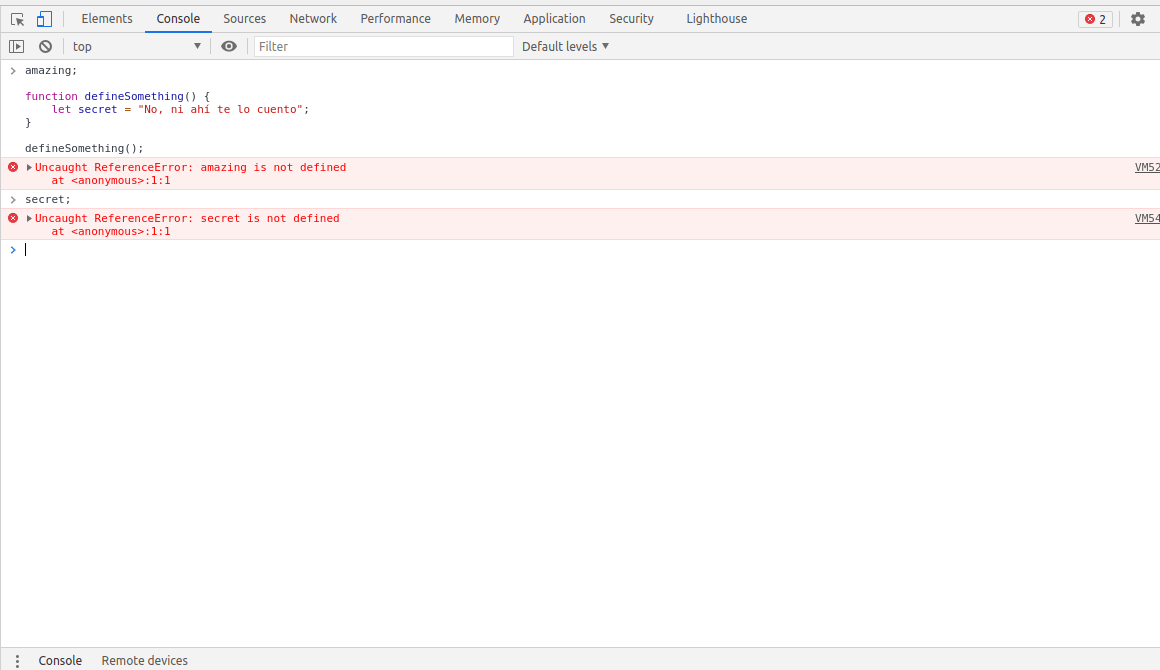 Elements Console Sources Network Performance Memory Application Security Lighthouse 2
top Filter Default levels
amazing;
function defineSomething() {
let secret = "No, ni ahí te lo cuento";
}
defineSomething();
Uncaught ReferenceError: amazing is not defined VM52
at <anonymous>:1:1
secret;
Uncaught ReferenceError: secret is not defined VM54
at <anonymous>:1:1
Console Remote devices